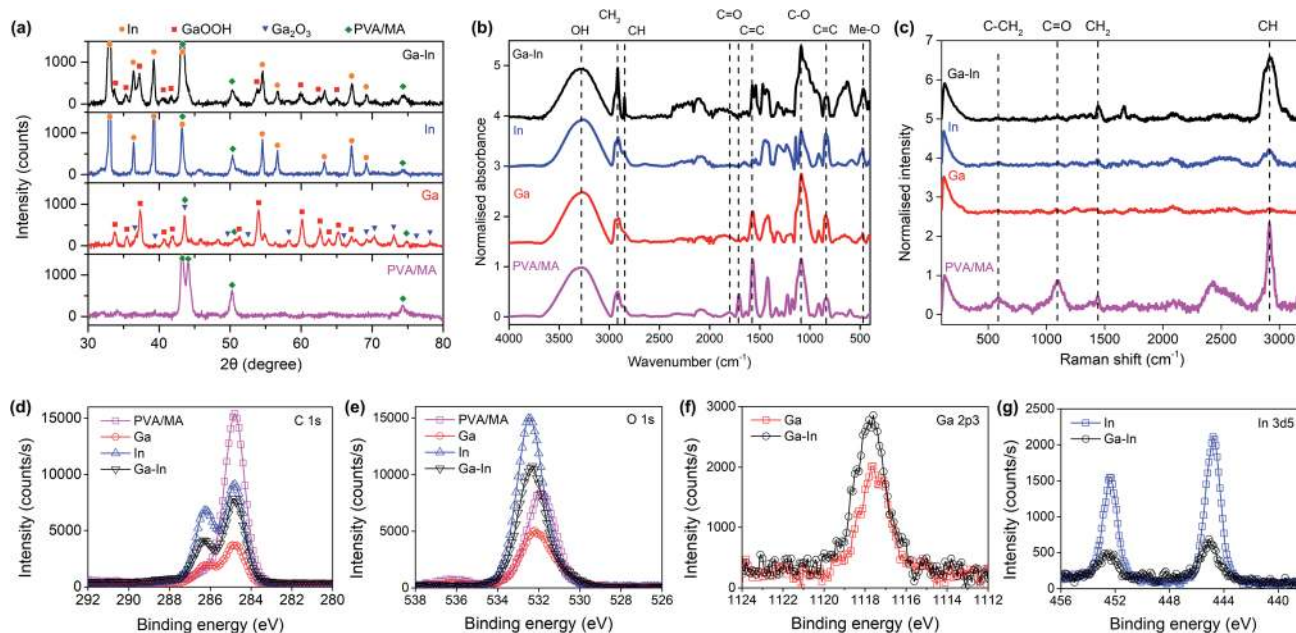 (a)
In GaOOH Ga₂O₃ PVA/MA
Ga-In
1000
0
In
1000
0
Ga
1000
0
PVA/MA
1000
0
30 40 50 60 70 80
2θ (degree)
Intensity (counts)
(b)
OH CH₂ CH C=O C=C C-O C=C Me-O
Ga-In
In
Ga
PVA/MA
5
4
3
2
1
0
4000 3500 3000 2500 2000 1500 1000 500
Wavenumber (cm⁻¹)
Normalised absorbance
(c)
C-CH₂ C=O CH₂ CH
7
6
5
4
3
2
1
0
Ga-In
In
Ga
PVA/MA
500 1000 1500 2000 2500 3000
Raman shift (cm⁻¹)
Normalised intensity
(d)
PVA/MA
Ga
In
Ga-In
C 1s
15000
10000
5000
0
292 290 288 286 284 282 280
Binding energy (eV)
Intensity (counts/s)
(e)
PVA/MA
Ga
In
Ga-In
O 1s
15000
10000
5000
0
538 536 534 532 530 528 526
Binding energy (eV)
Intensity (counts/s)
(f)
Ga
Ga-In
Ga 2p3
3000
2000
1000
0
1124 1122 1120 1118 1116 1114 1112
Binding energy (eV)
Intensity (counts/s)
(g)
In
Ga-In
In 3d5
2500
2000
1500
1000
500
0
456 452 448 444 440
Binding energy (eV)
Intensity (counts/s)